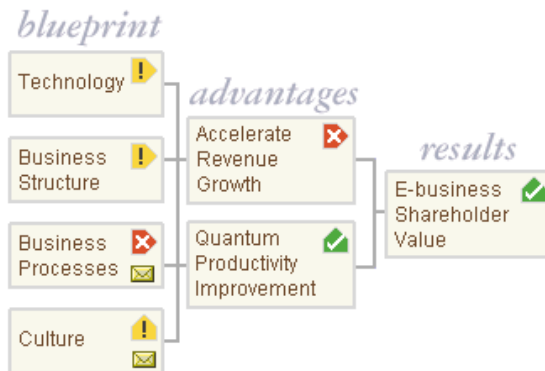 blueprint
Technology
Business
Structure
Business
Processes
Culture
advantages
Accelerate
Revenue
Growth
Quantum
Productivity
Improvement
results
E-business
Shareholder
Value